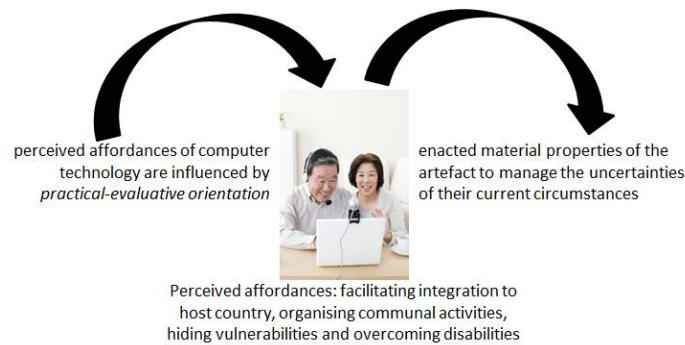 perceived affordances of computer
technology are influenced by
practical-evaluative orientation
enacted material properties of the
artefact to manage the uncertainties
of their current circumstances
Perceived affordances: facilitating integration to
host country, organising communal activities,
hiding vulnerabilities and overcoming disabilities